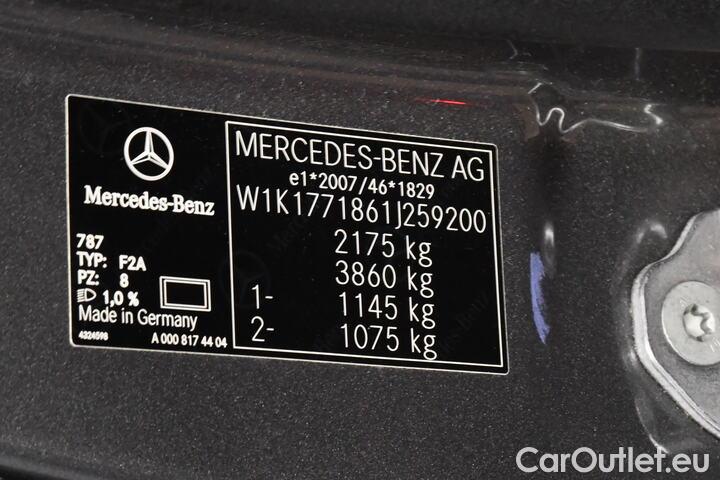 Mercedes-Benz
787
TYP: F2A
PZ: 8
1,0 %
Made in Germany
4324598
A 000 817 44 04
MERCEDES-BENZ AG
e1*2007/46*1829
W1K1771861J259200
2175 kg
3860 kg
1- 1145 kg
2- 1075 kg
CarOutlet.eu